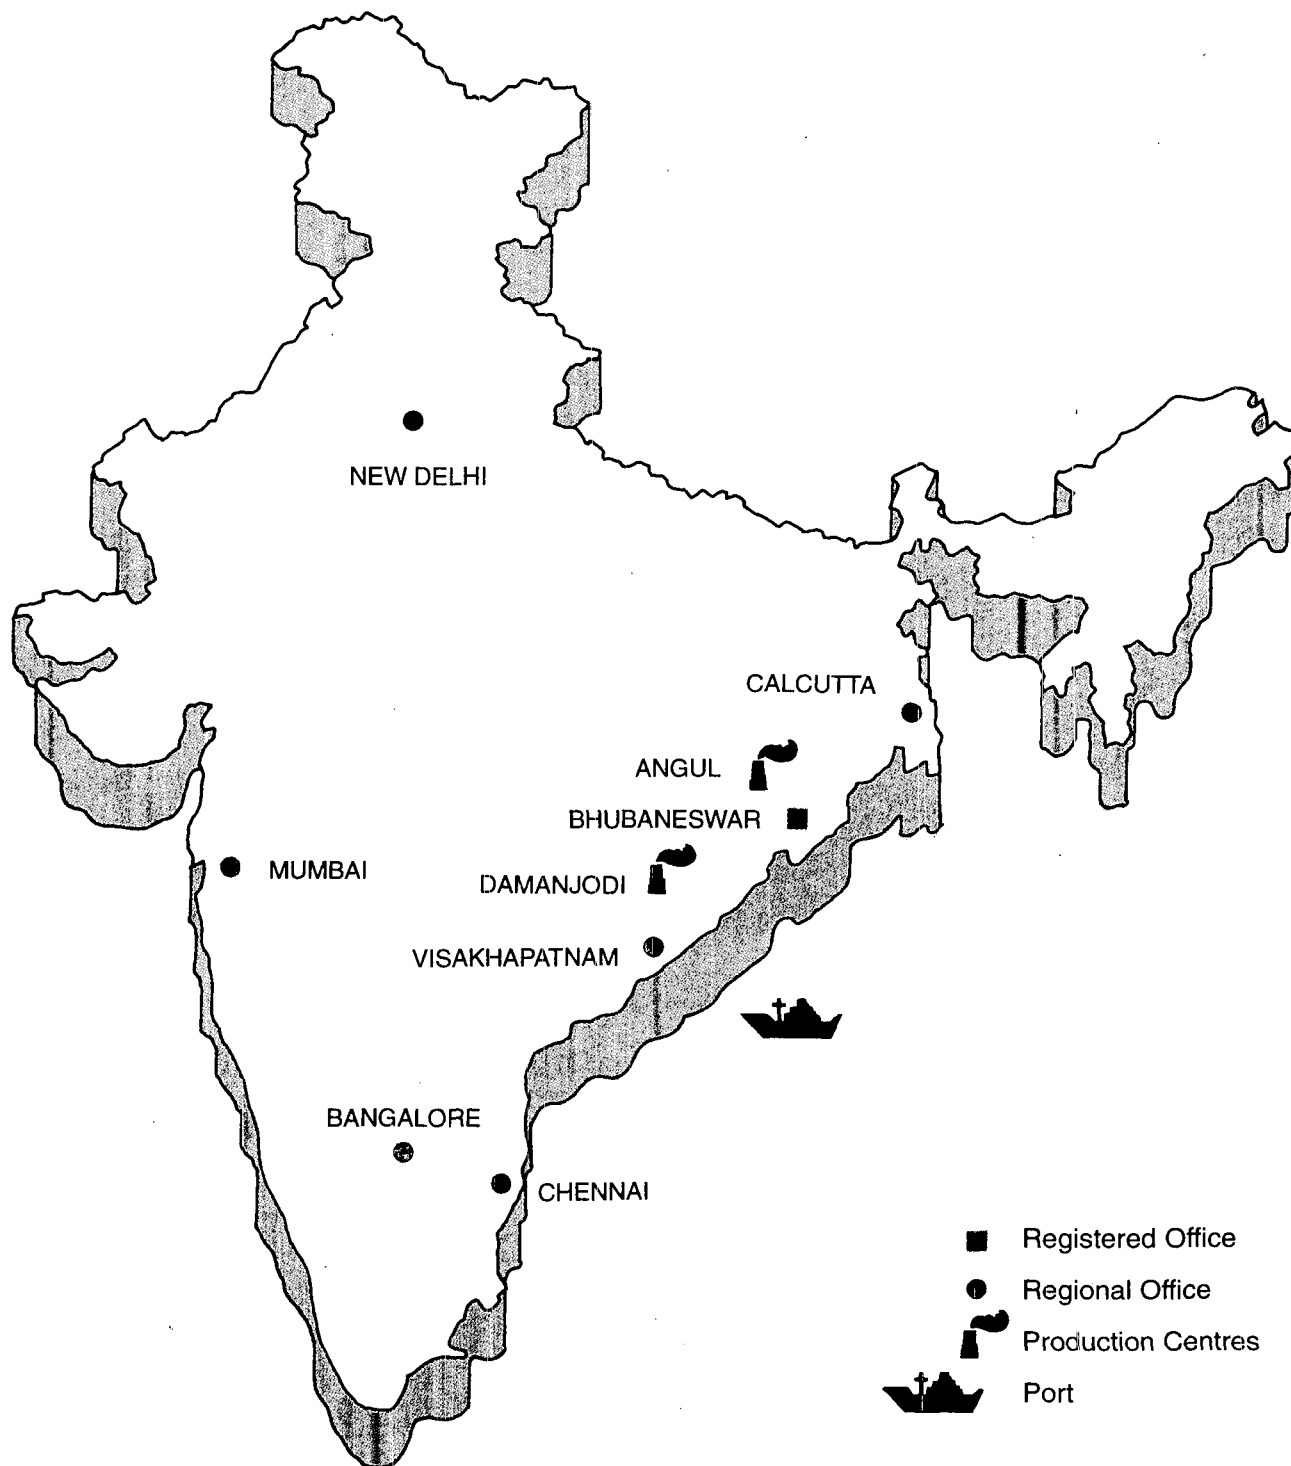 NEW DELHI
CALCUTTA
ANGUL
BHUBANESWAR
MUMBAI
DAMANJODI
VISAKHAPATNAM
BANGALORE
CHENNAI
Registered Office
Regional Office
Production Centres
Port